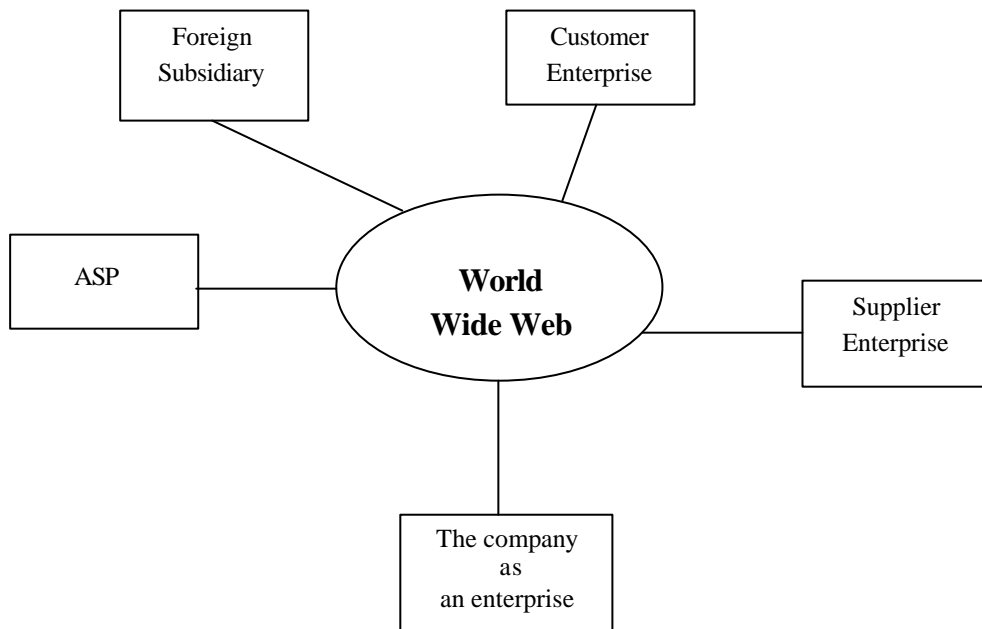 Foreign
Subsidiary
Customer
Enterprise
ASP
World
Wide Web
Supplier
Enterprise
The company
as
an enterprise